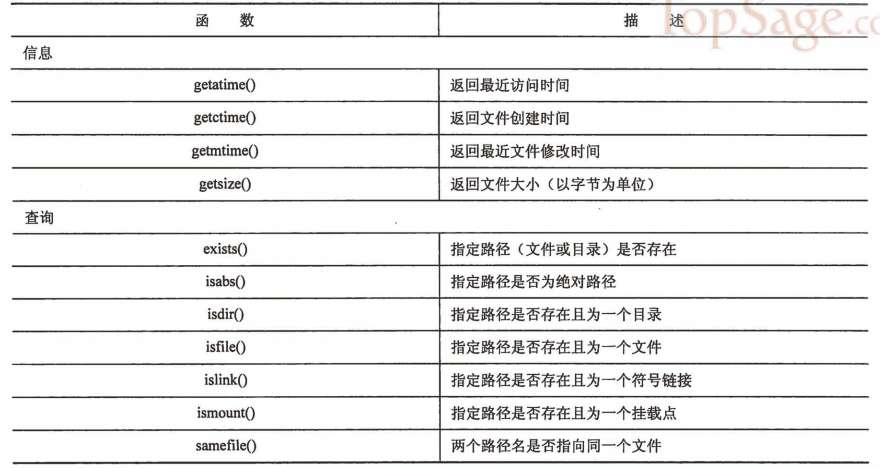 函 数 描 述
TopSage.co
信息
getatime() 返回最近访问时间
getctime() 返回文件创建时间
getmtime() 返回最近文件修改时间
getsize() 返回文件大小（以字节为单位）
查询
exists() 指定路径（文件或目录）是否存在
isabs() 指定路径是否为绝对路径
isdir() 指定路径是否存在且为一个目录
isfile() 指定路径是否存在且为一个文件
islink() 指定路径是否存在且为一个符号链接
ismount() 指定路径是否存在且为一个挂载点
samefile() 两个路径名是否指向同一个文件